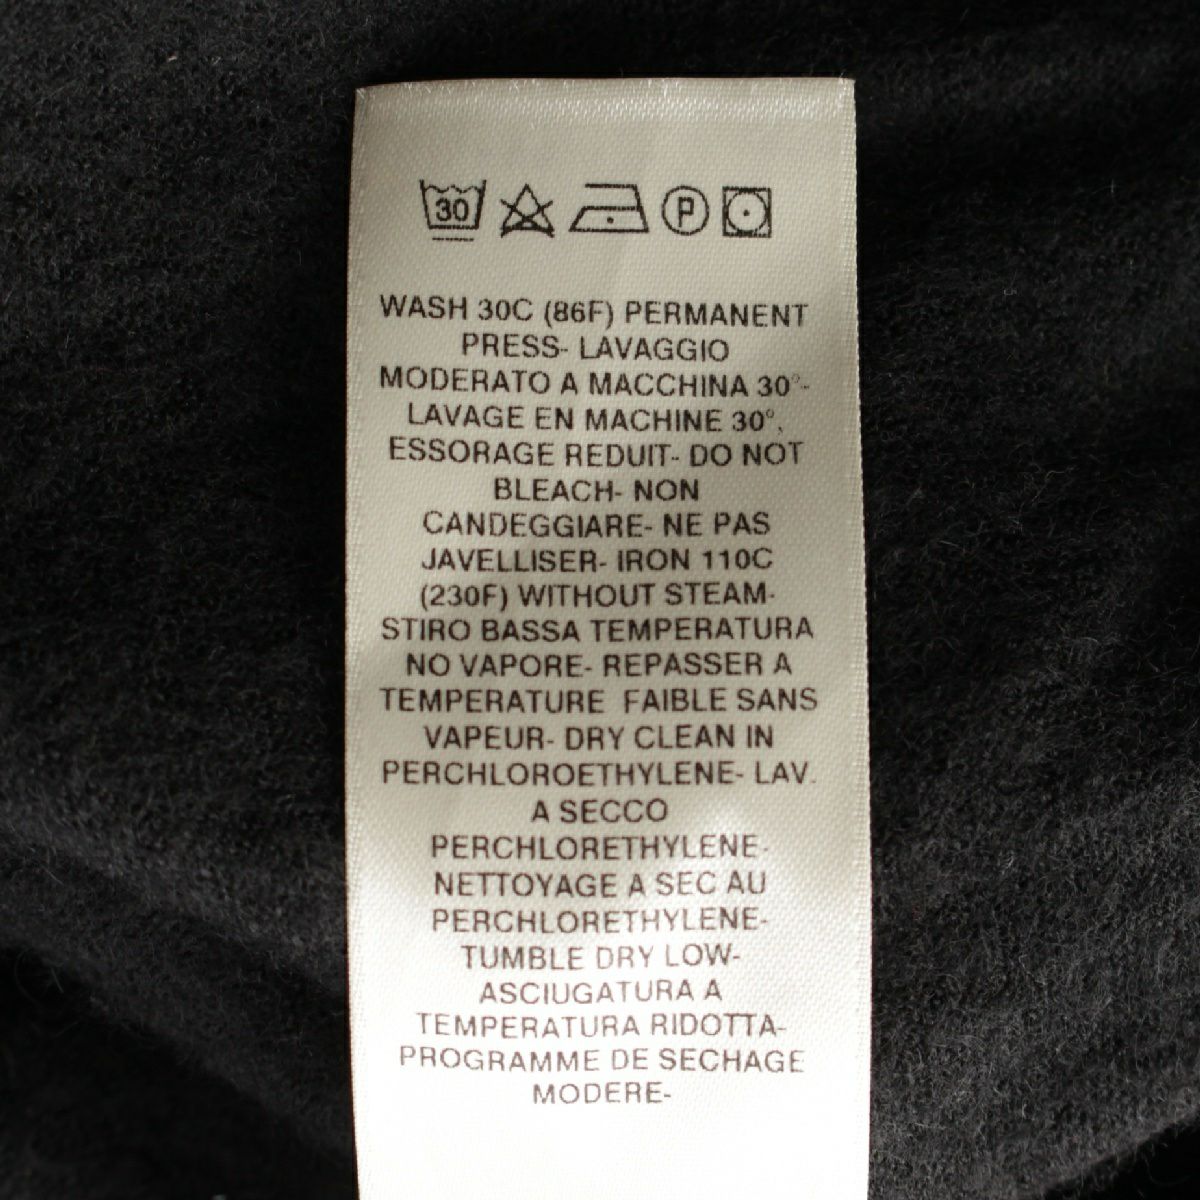 30
P
WASH 30C (86F) PERMANENT
PRESS- LAVAGGIO
MODERATO A MACCHINA 30°-
LAVAGE EN MACHINE 30°,
ESSORAGE REDUIT- DO NOT
BLEACH- NON
CANDEGGIARE- NE PAS
JAVELLISER- IRON 110C
(230F) WITHOUT STEAM-
STIRO BASSA TEMPERATURA
NO VAPORE- REPASSER A
TEMPERATURE FAIBLE SANS
VAPEUR- DRY CLEAN IN
PERCHLOROETHYLENE- LAV.
A SECCO
PERCHLORETHYLENE-
NETTOYAGE A SEC AU
PERCHLORETHYLENE-
TUMBLE DRY LOW-
ASCIUGATURA A
TEMPERATURA RIDOTTA-
PROGRAMME DE SECHAGE
MODERE-